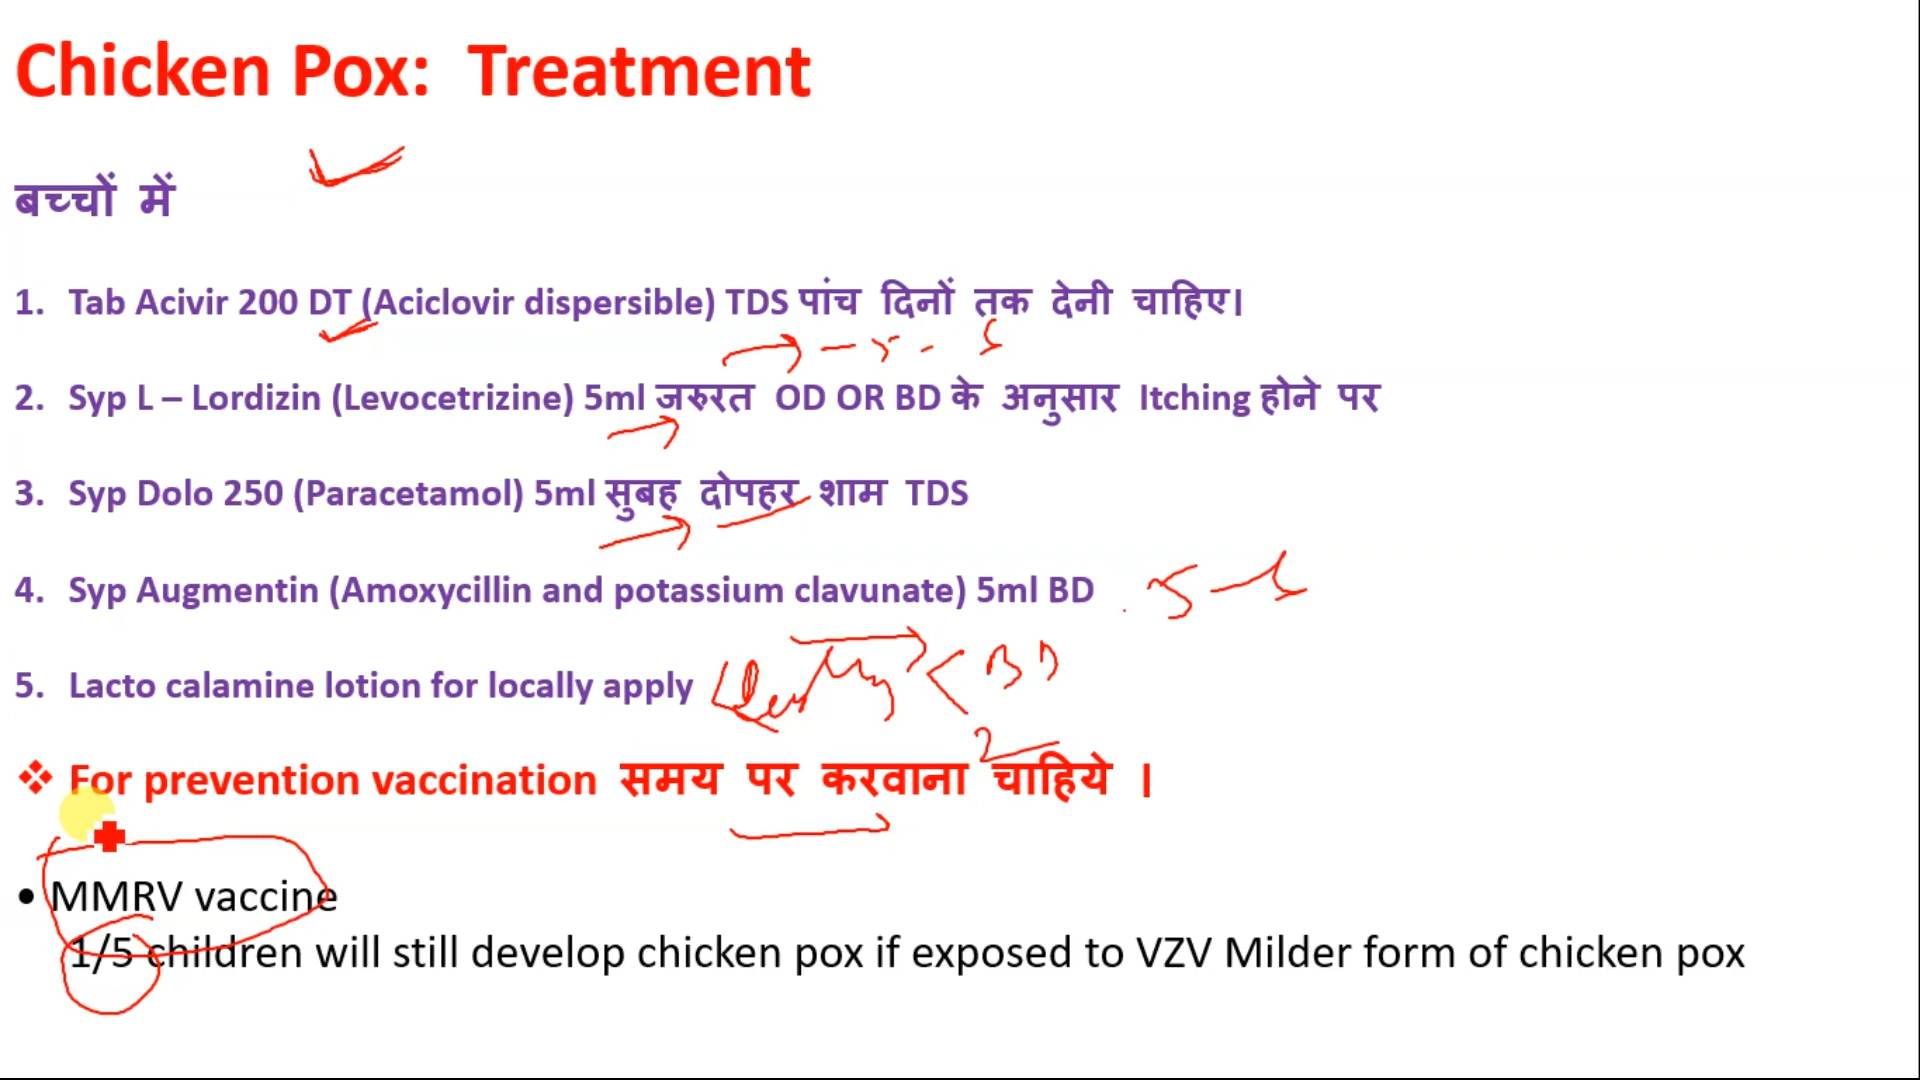 Chicken Pox: Treatment
बच्चों में
1. Tab Acivir 200 DT (Aciclovir dispersible) TDS पांच दिनों तक देनी चाहिए।
2. Syp L – Lordizin (Levocetrizine) 5ml जरुरत OD OR BD के अनुसार Itching होने पर
3. Syp Dolo 250 (Paracetamol) 5ml सुबह दोपहर शाम TDS
4. Syp Augmentin (Amoxycillin and potassium clavunate) 5ml BD
5. Lacto calamine lotion for locally apply BD
❖ For prevention vaccination समय पर करवाना चाहिये ।
• MMRV vaccine
1/5 children will still develop chicken pox if exposed to VZV Milder form of chicken pox